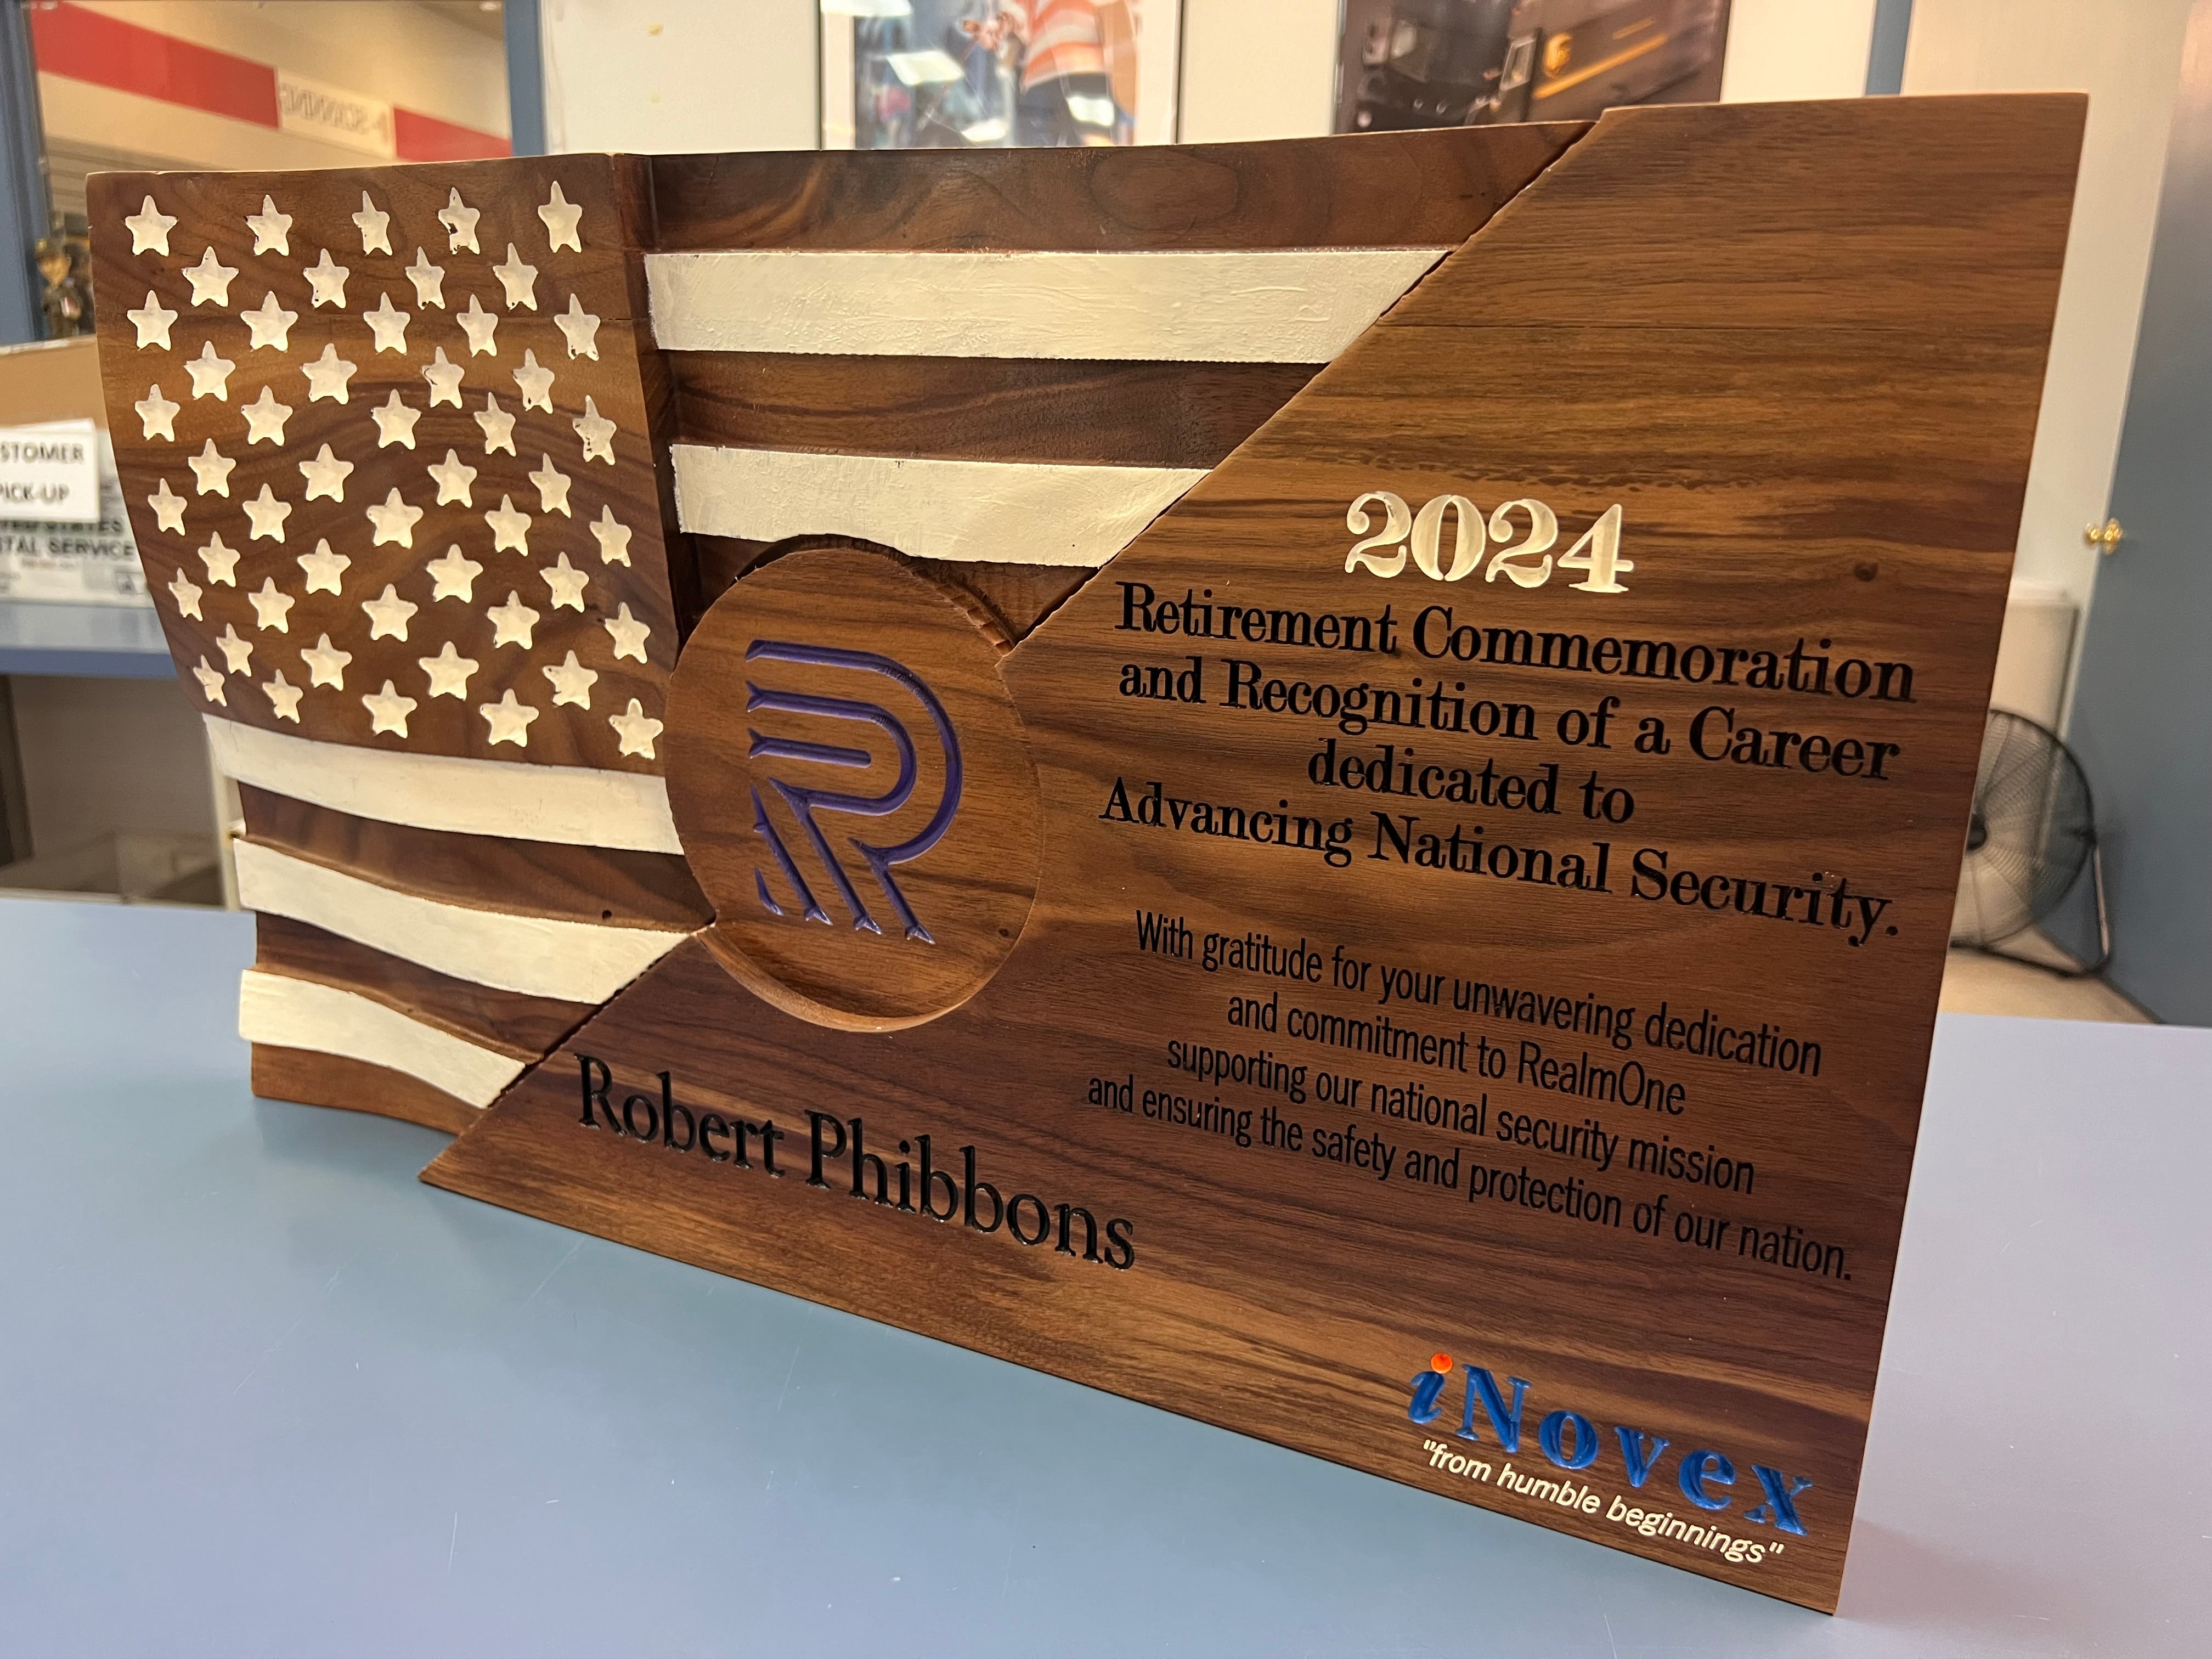 STOMER
PICK-UP
STATES
TAL SERVICE
2024
Retirement Commemoration
and Recognition of a Career
dedicated to
Advancing National Security.
With gratitude for your unwavering dedication
and commitment to RealmOne
supporting our national security mission
and ensuring the safety and protection of our nation.
R
Robert Phibbons
iNovex
"from humble beginnings"